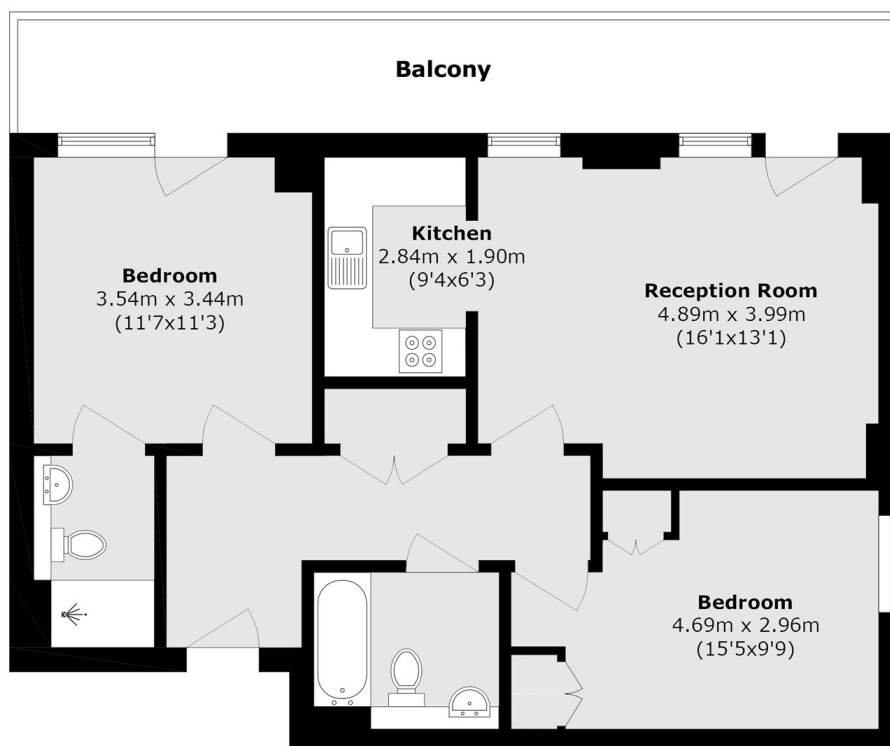 Balcony
Bedroom
3.54m x 3.44m
(11'7x11'3)
Kitchen
2.84m x 1.90m
(9'4x6'3)
Reception Room
4.89m x 3.99m
(16'1x13'1)
Bedroom
4.69m x 2.96m
(15'5x9'9)